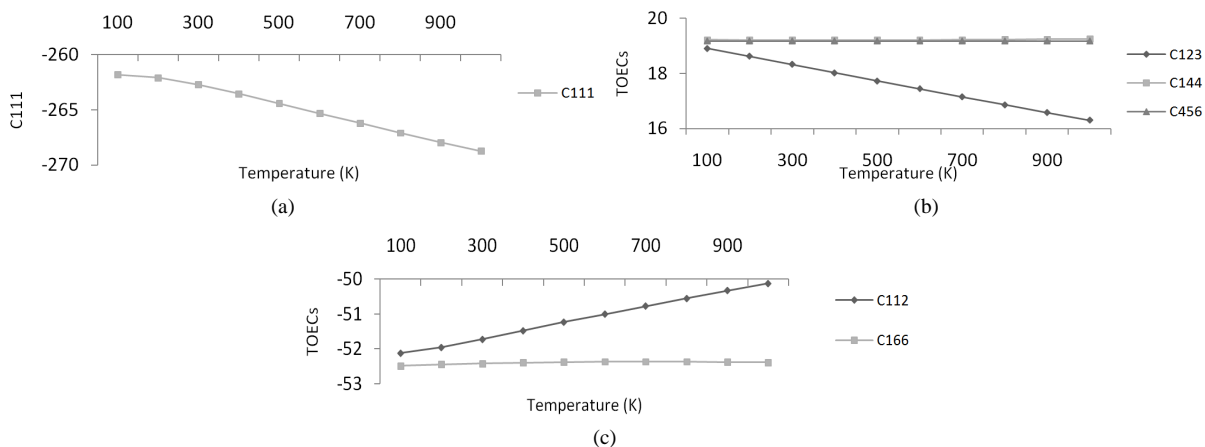 100 300 500 700 900
-260
-265
-270
C111
C111
Temperature (K)
(a)
20
18
16
TOECs
C123
C144
C456
100 300 500 700 900
Temperature (K)
(b)
100 300 500 700 900
-50
-51
-52
-53
TOECs
C112
C166
Temperature (K)
(c)